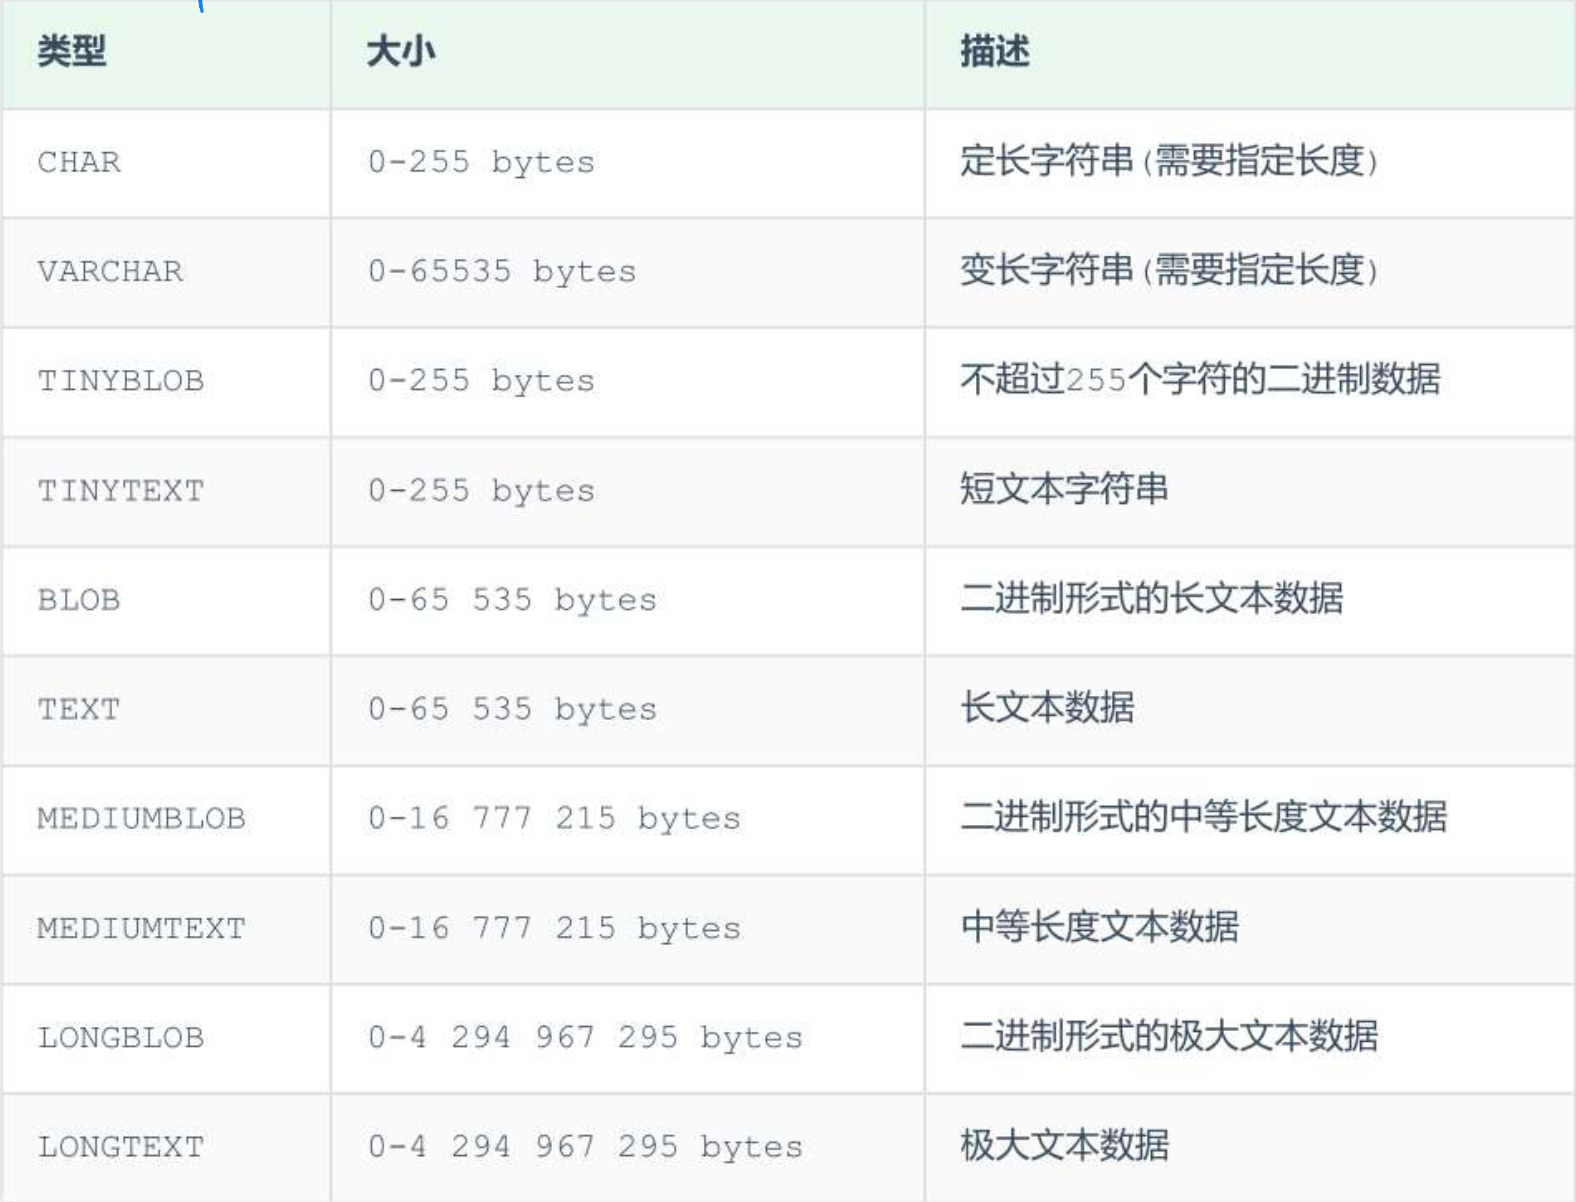 类型 大小 描述
CHAR 0-255 bytes 定长字符串(需要指定长度)
VARCHAR 0-65535 bytes 变长字符串(需要指定长度)
TINYBLOB 0-255 bytes 不超过255个字符的二进制数据
TINYTEXT 0-255 bytes 短文本字符串
BLOB 0-65 535 bytes 二进制形式的长文本数据
TEXT 0-65 535 bytes 长文本数据
MEDIUMBLOB 0-16 777 215 bytes 二进制形式的中等长度文本数据
MEDIUMTEXT 0-16 777 215 bytes 中等长度文本数据
LONGBLOB 0-4 294 967 295 bytes 二进制形式的极大文本数据
LONGTEXT 0-4 294 967 295 bytes 极大文本数据